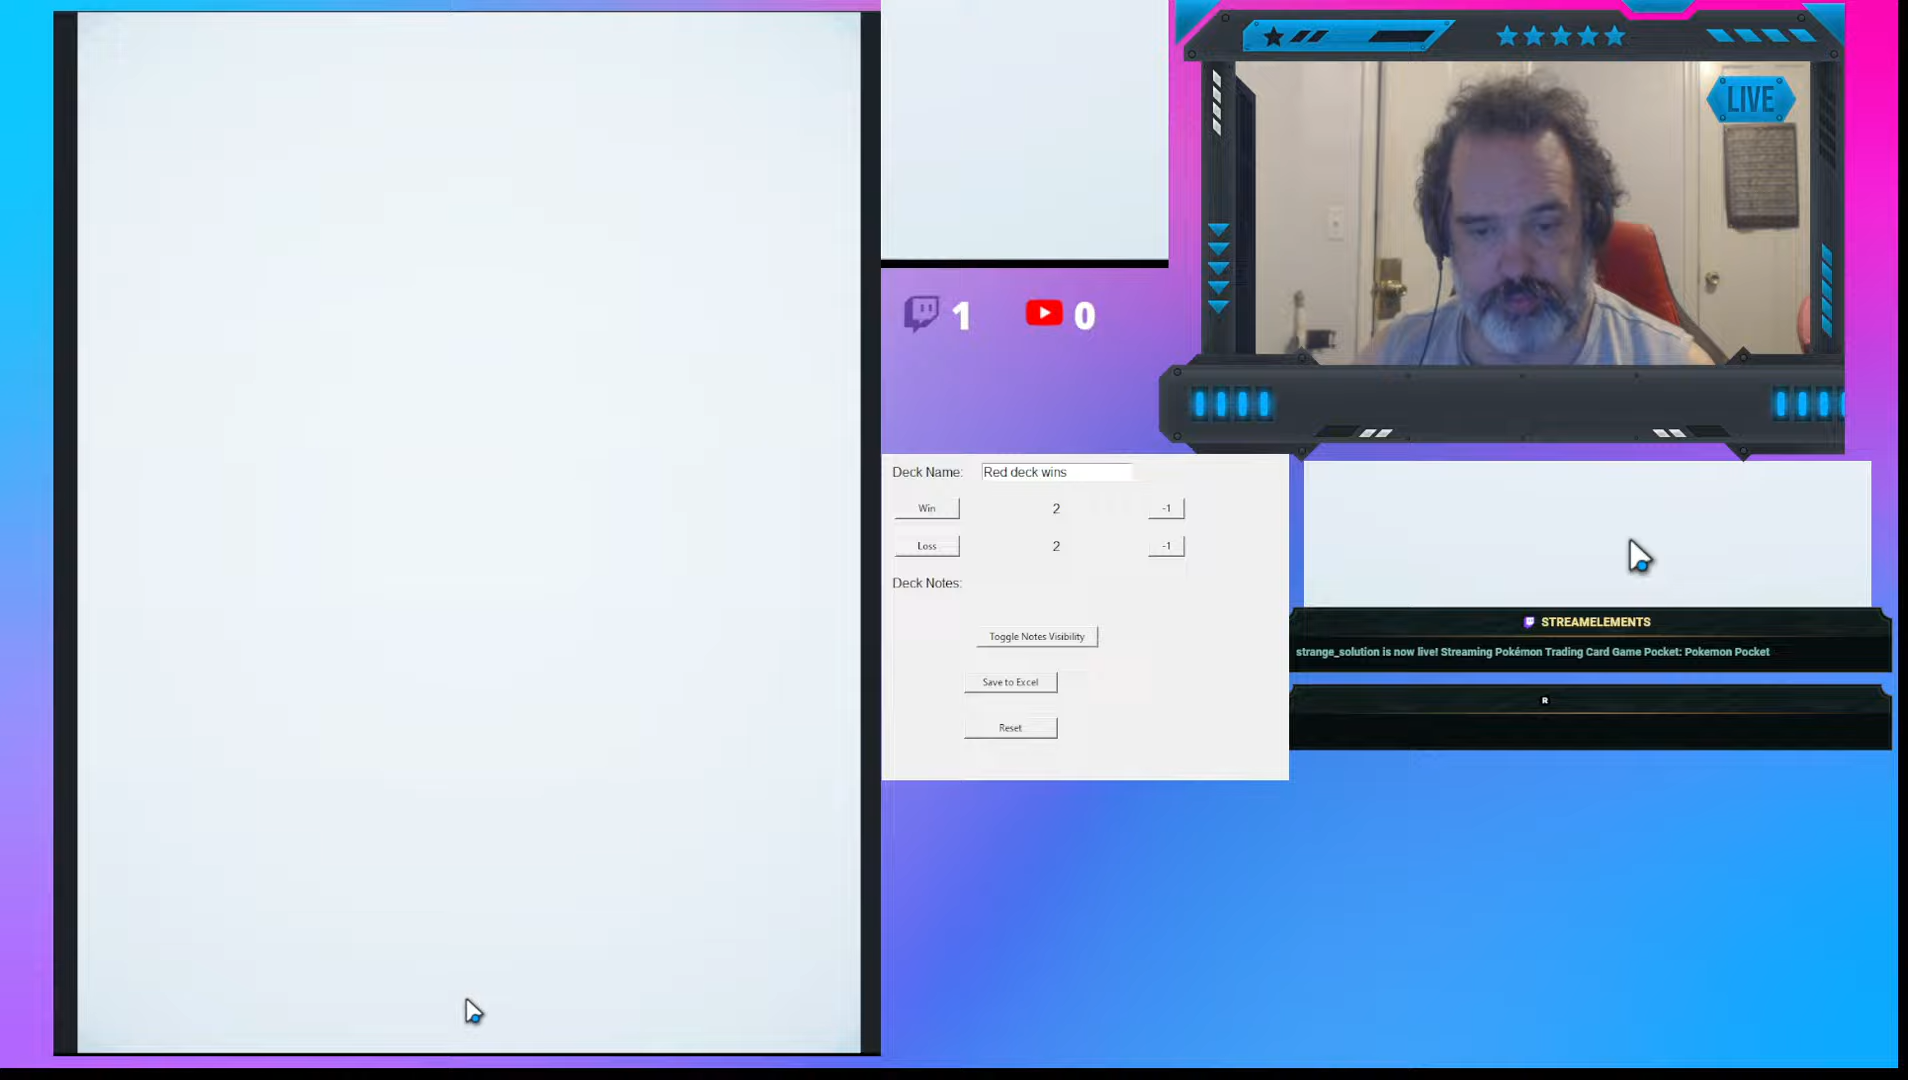 LIVE
1
0
Deck Name: Red deck wins
Win 2 -1
Loss 2 -1
Deck Notes:
Toggle Notes Visibility
Save to Excel
Reset
STREAMELEMENTS
strange_solution is now live! Streaming Pokémon Trading Card Game Pocket: Pokemon Pocket
R